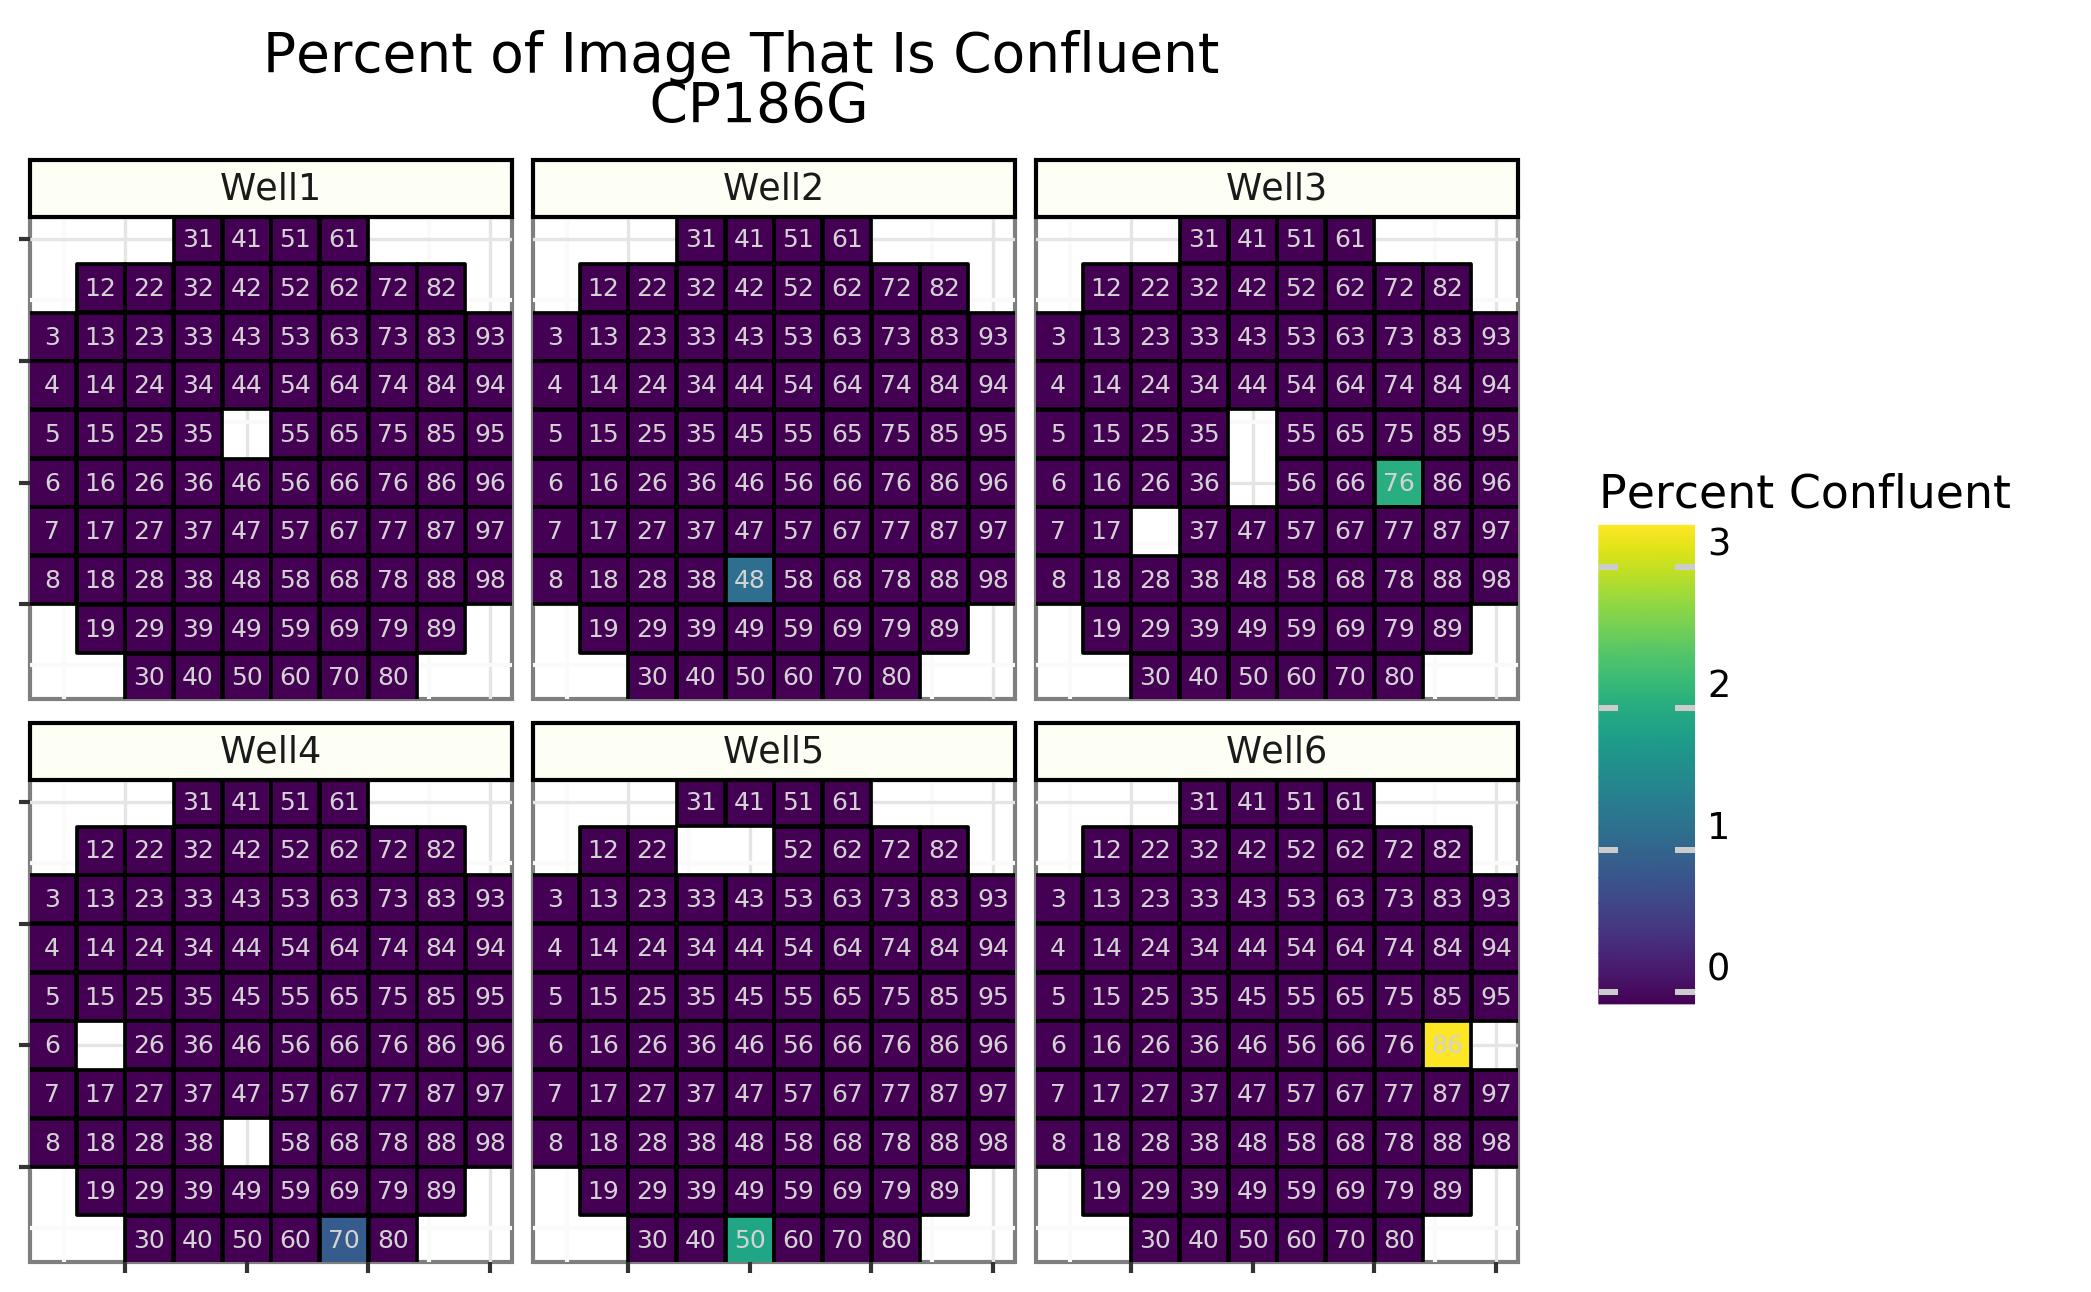 Percent of Image That Is Confluent
CP186G
Well1 Well2 Well3
31 41 51 61 31 41 51 61 31 41 51 61
12 22 32 42 52 62 72 82 12 22 32 42 52 62 72 82 12 22 32 42 52 62 72 82
3 13 23 33 43 53 63 73 83 93 3 13 23 33 43 53 63 73 83 93 3 13 23 33 43 53 63 73 83 93
4 14 24 34 44 54 64 74 84 94 4 14 24 34 44 54 64 74 84 94 4 14 24 34 44 54 64 74 84 94
5 15 25 35 55 65 75 85 95 5 15 25 35 45 55 65 75 85 95 5 15 25 35 55 65 75 85 95
6 16 26 36 46 56 66 76 86 96 6 16 26 36 46 56 66 76 86 96 6 16 26 36 56 66 76 86 96
7 17 27 37 47 57 67 77 87 97 7 17 27 37 47 57 67 77 87 97 7 17 37 47 57 67 77 87 97
8 18 28 38 48 58 68 78 88 98 8 18 28 38 48 58 68 78 88 98 8 18 28 38 48 58 68 78 88 98
19 29 39 49 59 69 79 89 19 29 39 49 59 69 79 89 19 29 39 49 59 69 79 89
30 40 50 60 70 80 30 40 50 60 70 80 30 40 50 60 70 80
Well4 Well5 Well6
31 41 51 61 31 41 51 61 31 41 51 61
12 22 32 42 52 62 72 82 12 22 52 62 72 82 12 22 32 42 52 62 72 82
3 13 23 33 43 53 63 73 83 93 3 13 23 33 43 53 63 73 83 93 3 13 23 33 43 53 63 73 83 93
4 14 24 34 44 54 64 74 84 94 4 14 24 34 44 54 64 74 84 94 4 14 24 34 44 54 64 74 84 94
5 15 25 35 45 55 65 75 85 95 5 15 25 35 45 55 65 75 85 95 5 15 25 35 45 55 65 75 85 95
6 26 36 46 56 66 76 86 96 6 16 26 36 46 56 66 76 86 96 6 16 26 36 46 56 66 76 86
7 17 27 37 47 57 67 77 87 97 7 17 27 37 47 57 67 77 87 97 7 17 27 37 47 57 67 77 87 97
8 18 28 38 58 68 78 88 98 8 18 28 38 48 58 68 78 88 98 8 18 28 38 48 58 68 78 88 98
19 29 39 49 59 69 79 89 19 29 39 49 59 69 79 89 19 29 39 49 59 69 79 89
30 40 50 60 70 80 30 40 50 60 70 80 30 40 50 60 70 80
Percent Confluent
3
2
1
0